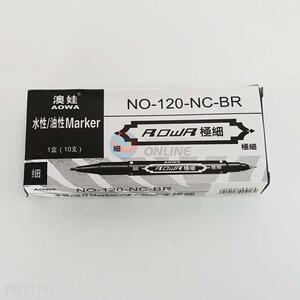 澳娃
AOWA
水性/油性Marker
1盒(10支)
细
AOWA
NO-120-NC-BR
AOWA 極細
細
極細
NO-120-NC-BR
水性/油性Marker
極細
ONLINE
10271741